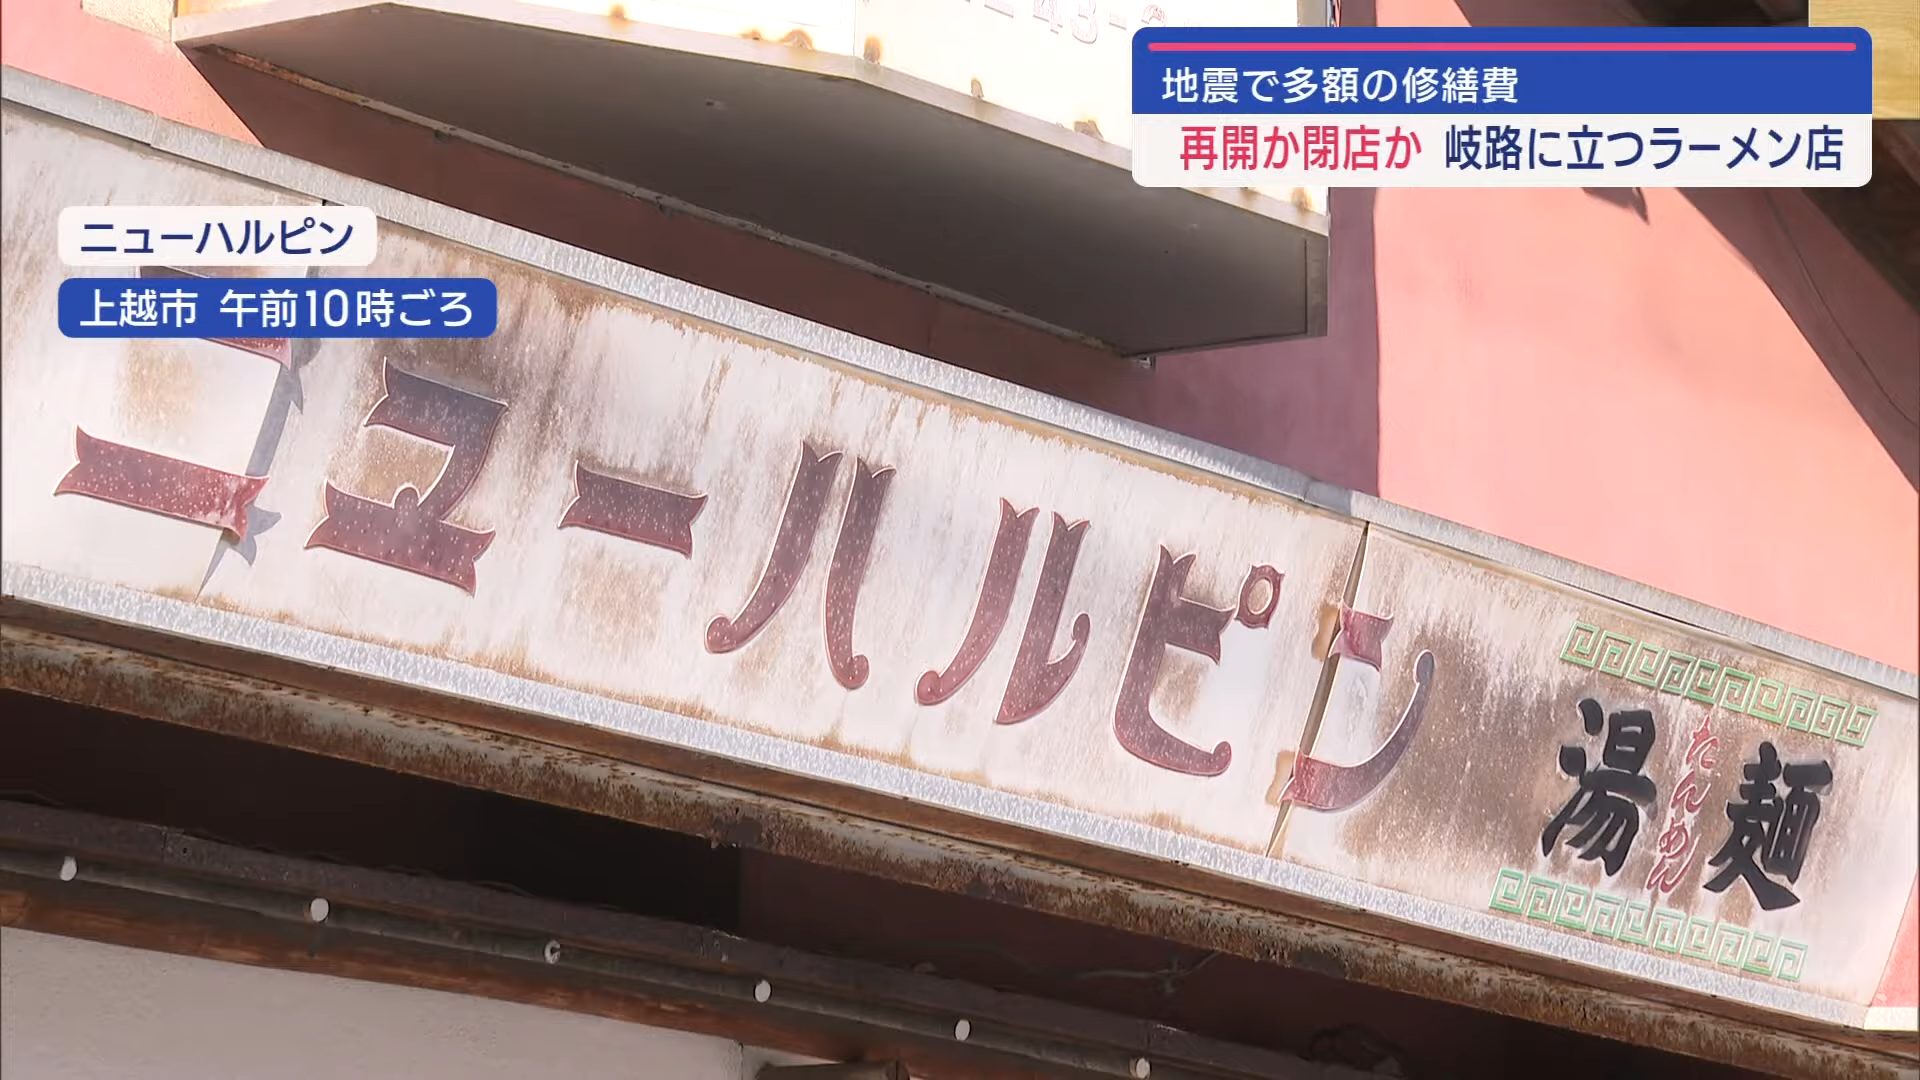 地震で多額の修繕費
再開か閉店か 岐路に立つラーメン店
ニューハルピン
上越市 午前10時ごろ
ニューハルピン
湯麺
たんめん